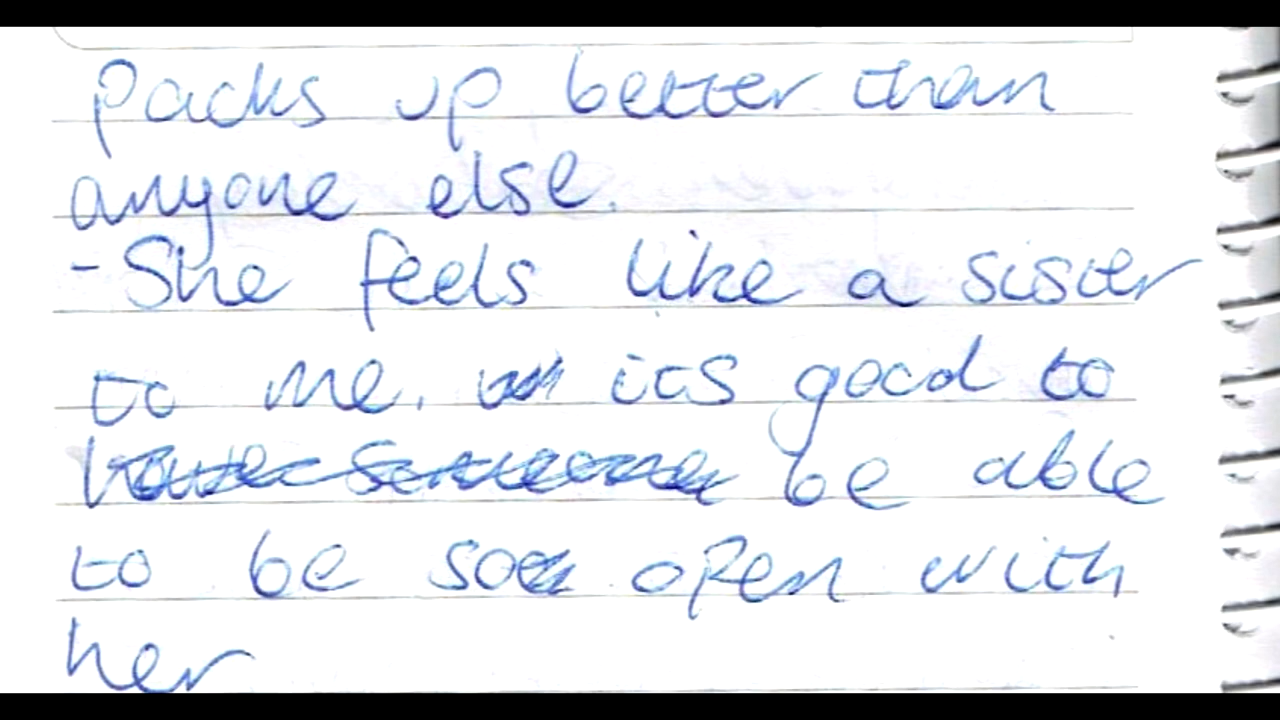 packs up better than
anyone else.
- She feels like a sister
to me. its good to
be able
to be so open with
her